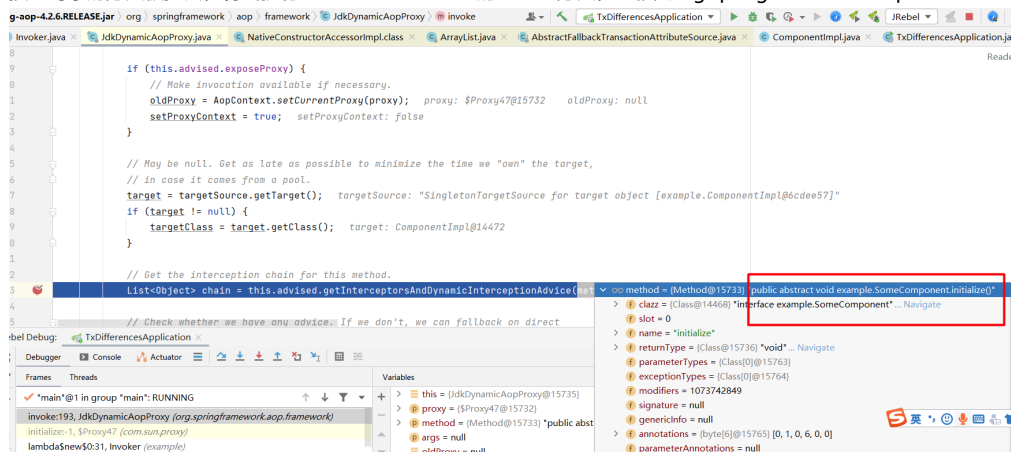 g-aop-4.2.6.RELEASE.jar > org > springframework > aop > framework > JdkDynamicAopProxy > invoke
TxDifferencesApplication
JRebel
Invoker.java
JdkDynamicAopProxy.java
NativeConstructorAccessorImpl.class
ArrayList.java
AbstractFallbackTransactionAttributeSource.java
ComponentImpl.java
TxDifferencesApplication.ja
Reade
if (this.advised.exposeProxy) {
// Make invocation available if necessary.
oldProxy = AopContext.setCurrentProxy(proxy); proxy: $Proxy47@15732 oldProxy: null
setProxyContext = true; setProxyContext: false
}
// May be null. Get as late as possible to minimize the time we "own" the target,
// in case it comes from a pool.
target = targetSource.getTarget(); targetSource: "SingletonTargetSource for target object [example.ComponentImpl@6cdee57]"
if (target != null) {
targetClass = target.getClass(); target: ComponentImpl@14472
}
// Get the interception chain for this method.
List<Object> chain = this.advised.getInterceptorsAndDynamicInterceptionAdvice(met
// Check whether we have any advice. If we don't, we can fallback on direct
method = {Method@15733} "public abstract void example.SomeComponent.initialize()"
clazz = {Class@14468} "interface example.SomeComponent"... Navigate
slot = 0
name = "initialize"
returnType = {Class@15736} "void"... Navigate
parameterTypes = {Class[0]@15763}
exceptionTypes = {Class[0]@15764}
modifiers = 1073742849
signature = null
genericInfo = null
annotations = {byte[6]@15765} [0, 1, 0, 6, 0, 0]
parameterAnnotations = null
ebel Debug: TxDifferencesApplication
Debugger Console Actuator
Frames Threads
Variables
"main"@1 in group "main": RUNNING
invoke:193, JdkDynamicAopProxy (org.springframework.aop.framework)
initialize:-1, $Proxy47 (com.sun.proxy)
lambda$new$0:31, Invoker (example)
this = {JdkDynamicAopProxy@15735}
proxy = {$Proxy47@15732}
method = {Method@15733} "public abst
args = null
oldProxy = null
英